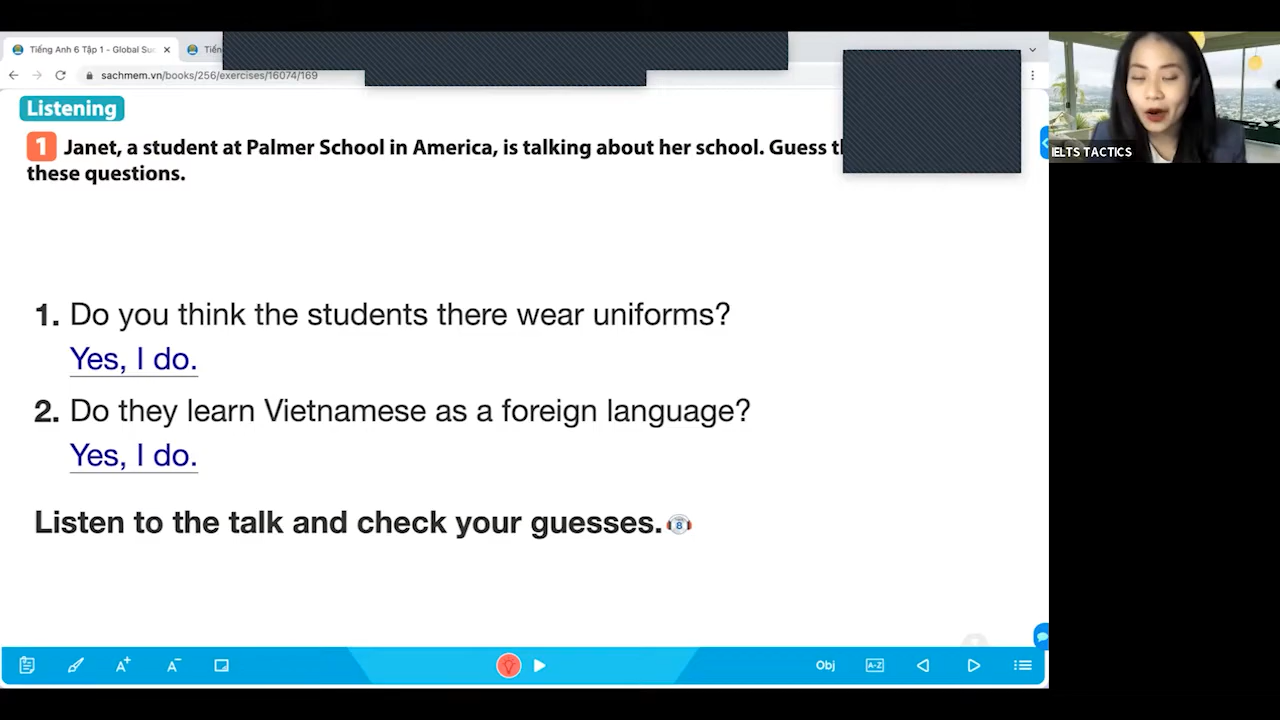 Tiếng Anh 6 Tập 1 - Global Suc
Tiến
sachmem.vn/books/256/exercises/16074/169
Listening
1 Janet, a student at Palmer School in America, is talking about her school. Guess
these questions.
IELTS TACTICS
1. Do you think the students there wear uniforms?
Yes, I do.
2. Do they learn Vietnamese as a foreign language?
Yes, I do.
Listen to the talk and check your guesses. 8
A+
A-
Obj
A-Z